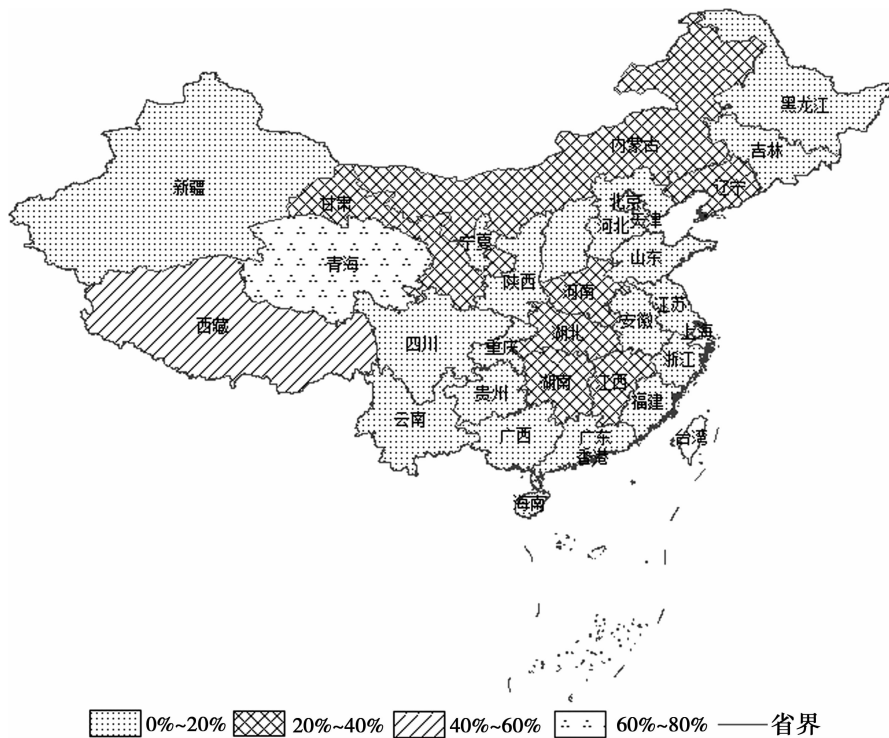 黑龙江
吉林
内蒙古
新疆
辽宁
甘肃
北京
天津
河北
宁夏
山东
青海
陕西
河南
江苏
西藏
安徽
上海
湖北
四川
重庆
浙江
湖南
江西
贵州
福建
云南
广西
广东
台湾
香港
海南
0%~20%
20%~40%
40%~60%
60%~80%
省界